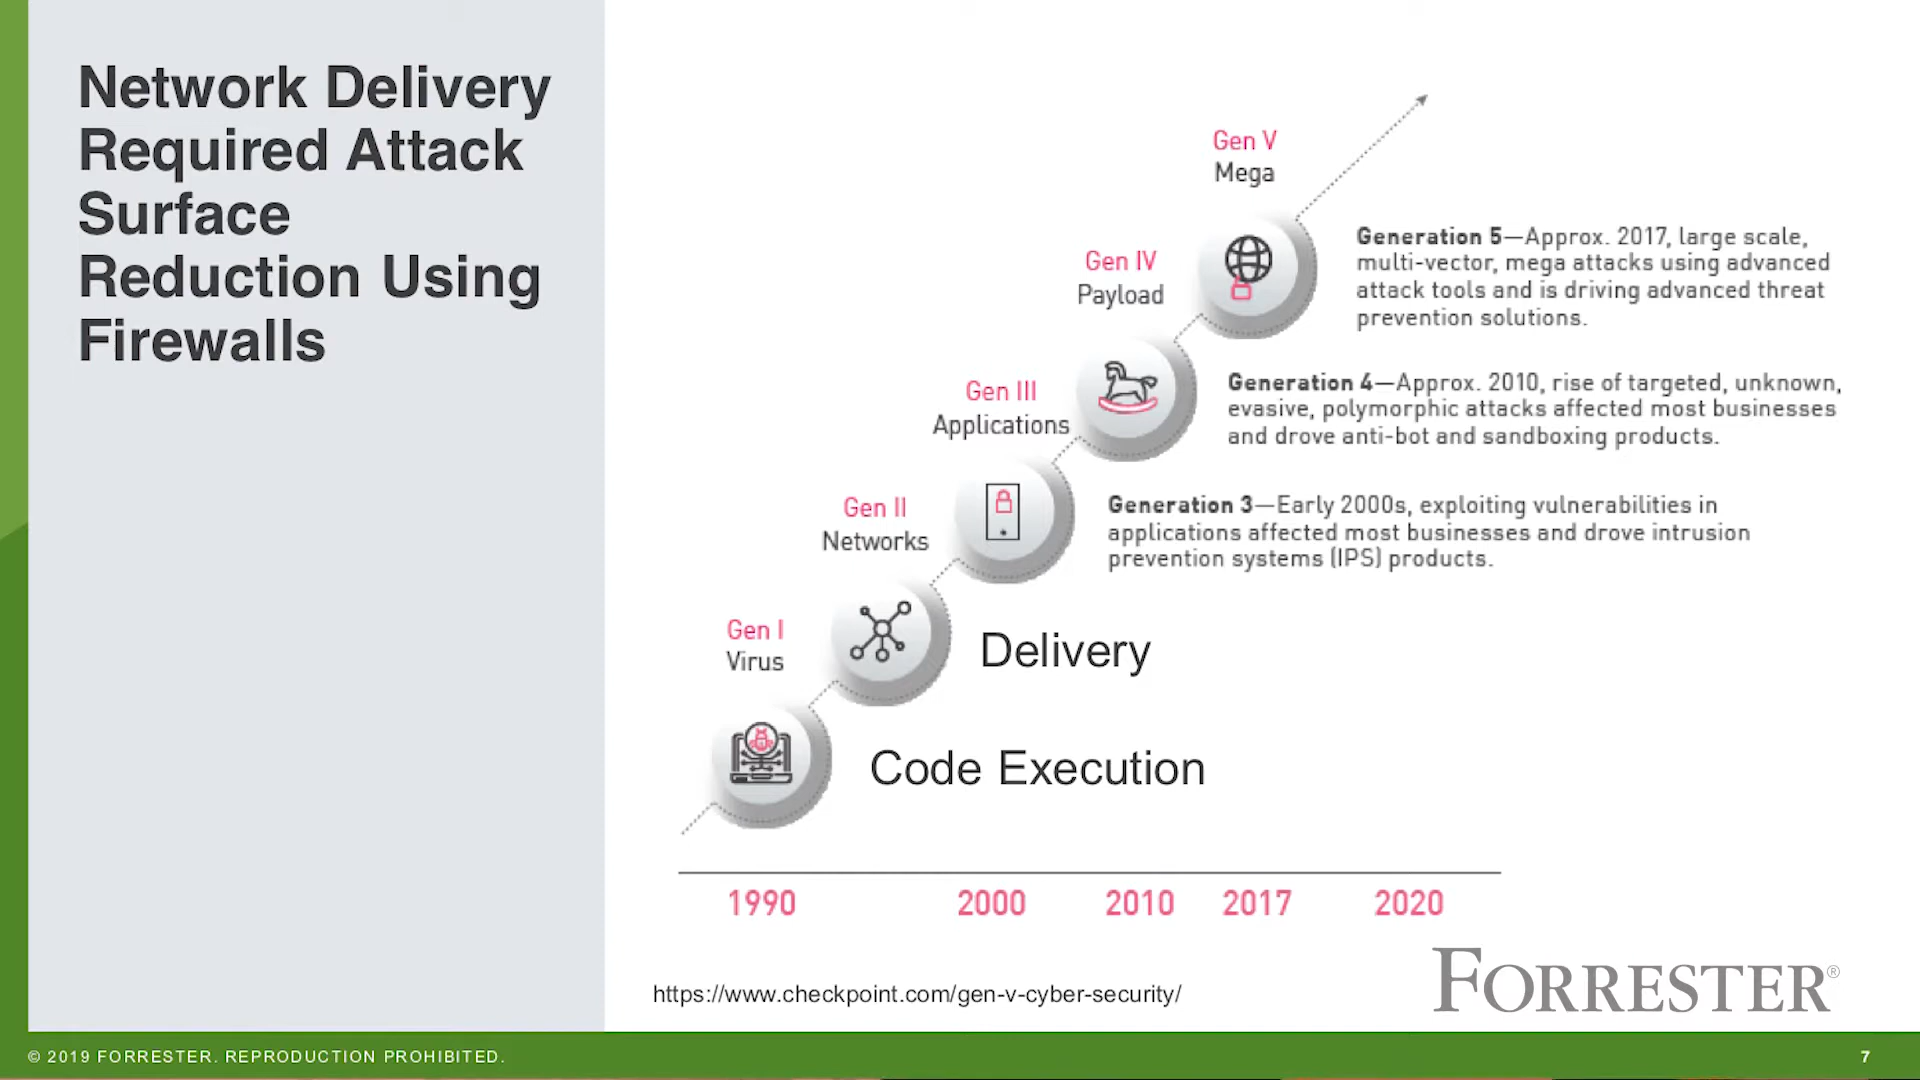 Network Delivery
Required Attack
Surface
Reduction Using
Firewalls
Gen V
Mega
Generation 5—Approx. 2017, large scale,
multi-vector, mega attacks using advanced
attack tools and is driving advanced threat
prevention solutions.
Gen IV
Payload
Generation 4—Approx. 2010, rise of targeted, unknown,
evasive, polymorphic attacks affected most businesses
and drove anti-bot and sandboxing products.
Gen III
Applications
Generation 3—Early 2000s, exploiting vulnerabilities in
applications affected most businesses and drove intrusion
prevention systems (IPS) products.
Gen II
Networks
Delivery
Gen I
Virus
Code Execution
1990 2000 2010 2017 2020
https://www.checkpoint.com/gen-v-cyber-security/
FORRESTER®
© 2019 FORRESTER. REPRODUCTION PROHIBITED.
7